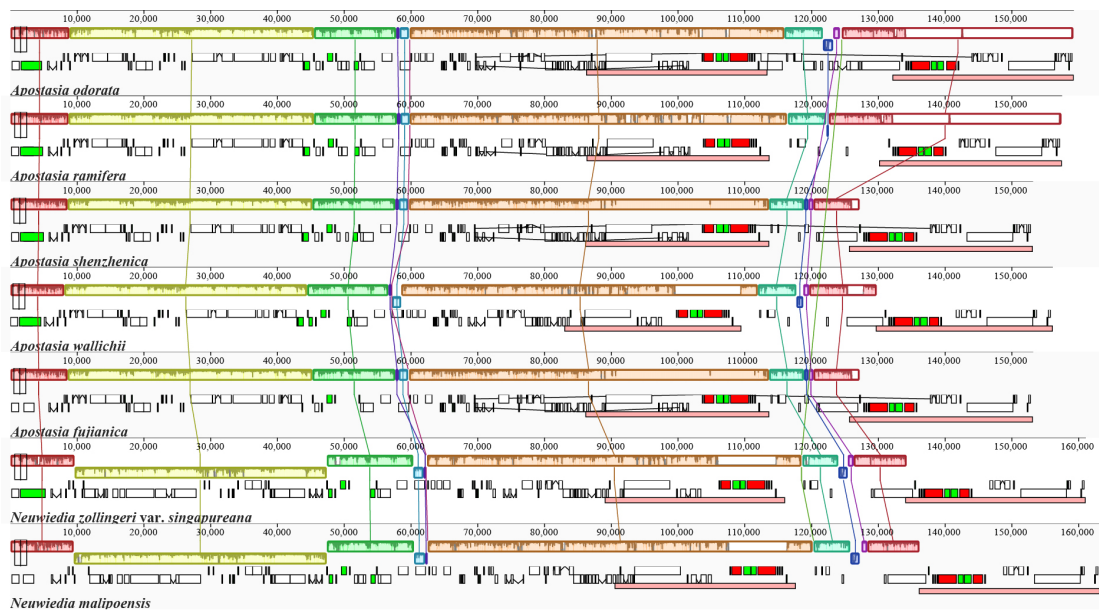 10,000 20,000 30,000 40,000 50,000 60,000 70,000 80,000 90,000 100,000 110,000 120,000 130,000 140,000 150,000
Apostasia odorata
10,000 20,000 30,000 40,000 50,000 60,000 70,000 80,000 90,000 100,000 110,000 120,000 130,000 140,000 150,000
Apostasia ramifera
10,000 20,000 30,000 40,000 50,000 60,000 70,000 80,000 90,000 100,000 110,000 120,000 130,000 140,000 150,000
Apostasia shenzhenica
10,000 20,000 30,000 40,000 50,000 60,000 70,000 80,000 90,000 100,000 110,000 120,000 130,000 140,000 150,000
Apostasia wallichii
10,000 20,000 30,000 40,000 50,000 60,000 70,000 80,000 90,000 100,000 110,000 120,000 130,000 140,000 150,000
Apostasia fujianica
10,000 20,000 30,000 40,000 50,000 60,000 70,000 80,000 90,000 100,000 110,000 120,000 130,000 140,000 150,000 160,000
Neuwiedia zollingeri var. singapureana
10,000 20,000 30,000 40,000 50,000 60,000 70,000 80,000 90,000 100,000 110,000 120,000 130,000 140,000 150,000 160,000
Neuwiedia malipoensis